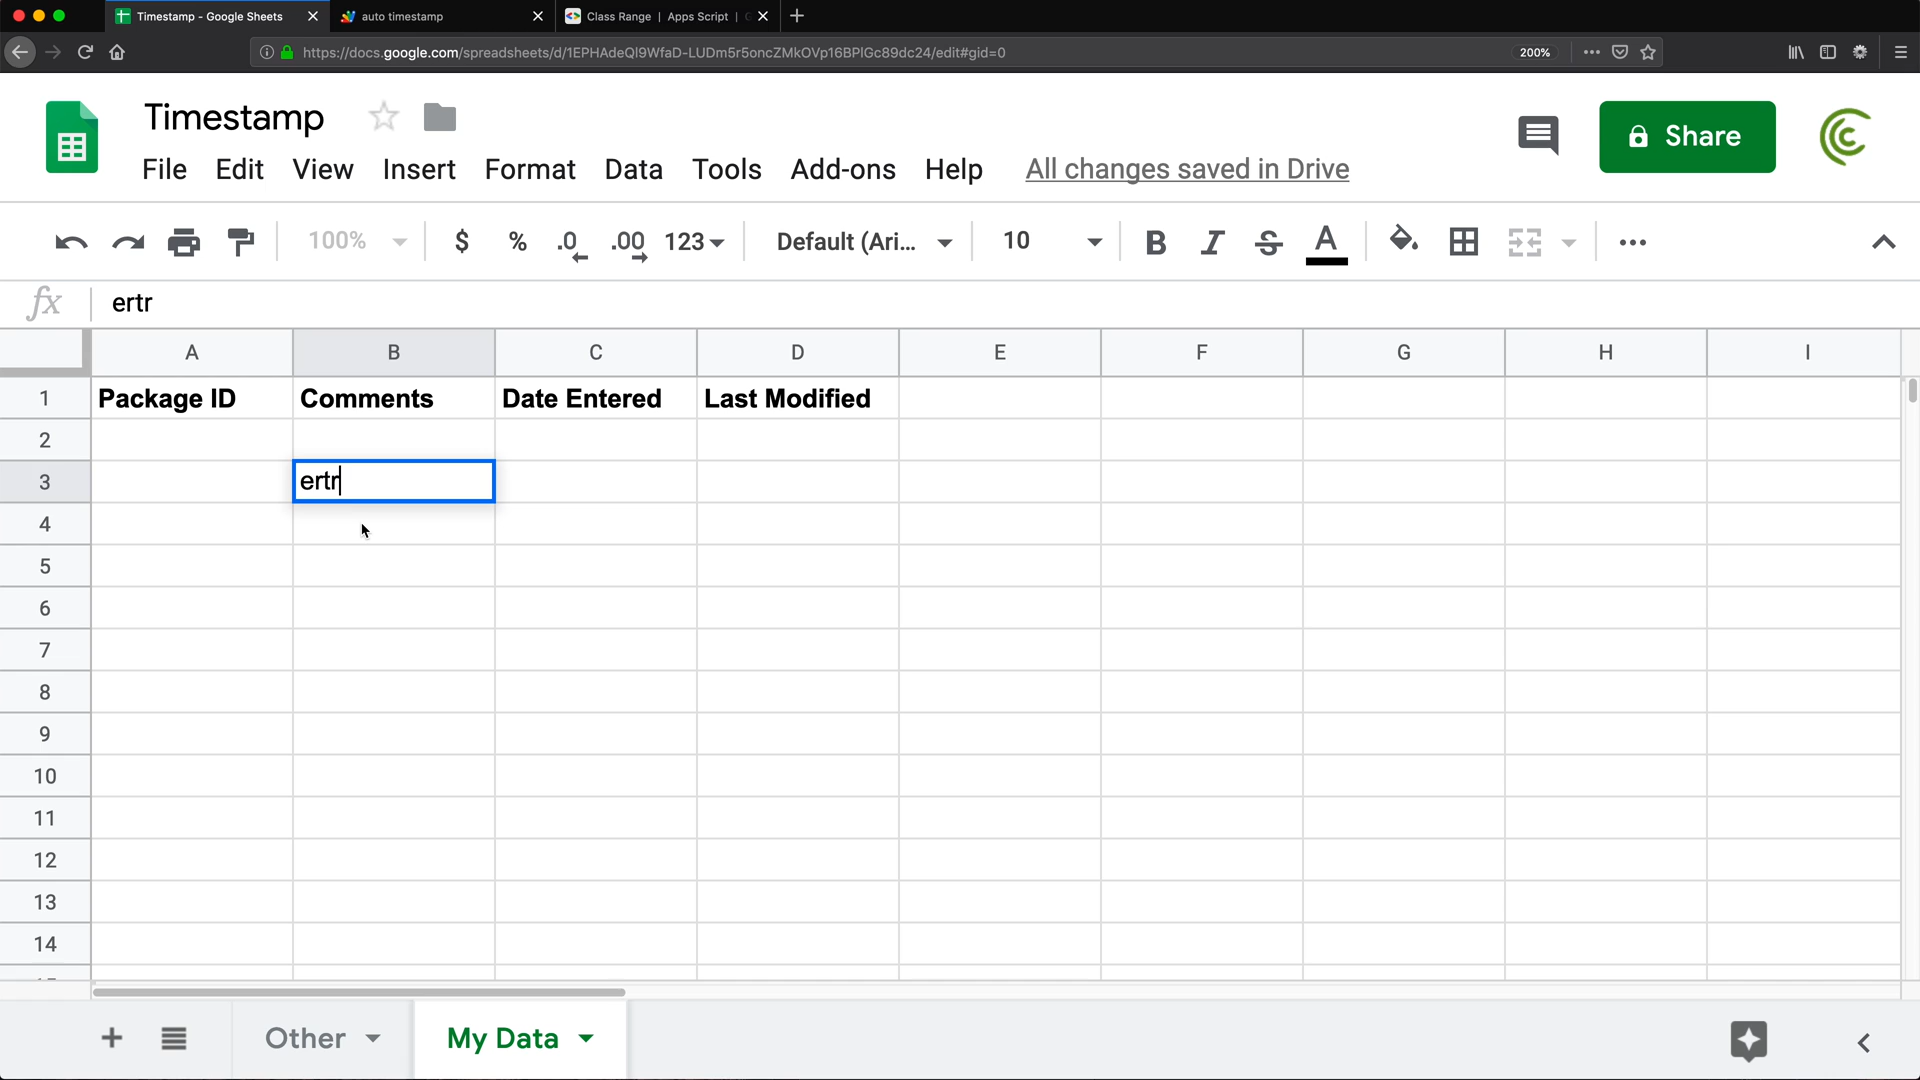 Timestamp - Google Sheets
auto timestamp
Class Range | Apps Script |
https://docs.google.com/spreadsheets/d/1EPHAdeQl9WfaD-LUDm5r5oncZMkOVp16BPlGc89dc24/edit#gid=0
200%
Timestamp
Share
File Edit View Insert Format Data Tools Add-ons Help All changes saved in Drive
100% $ % .0 .00 123 Default (Ari... 10 B I S A
fx ertr
A B C D E F G H I
1 Package ID Comments Date Entered Last Modified
2
3 ertr
4
5
6
7
8
9
10
11
12
13
14
Other My Data